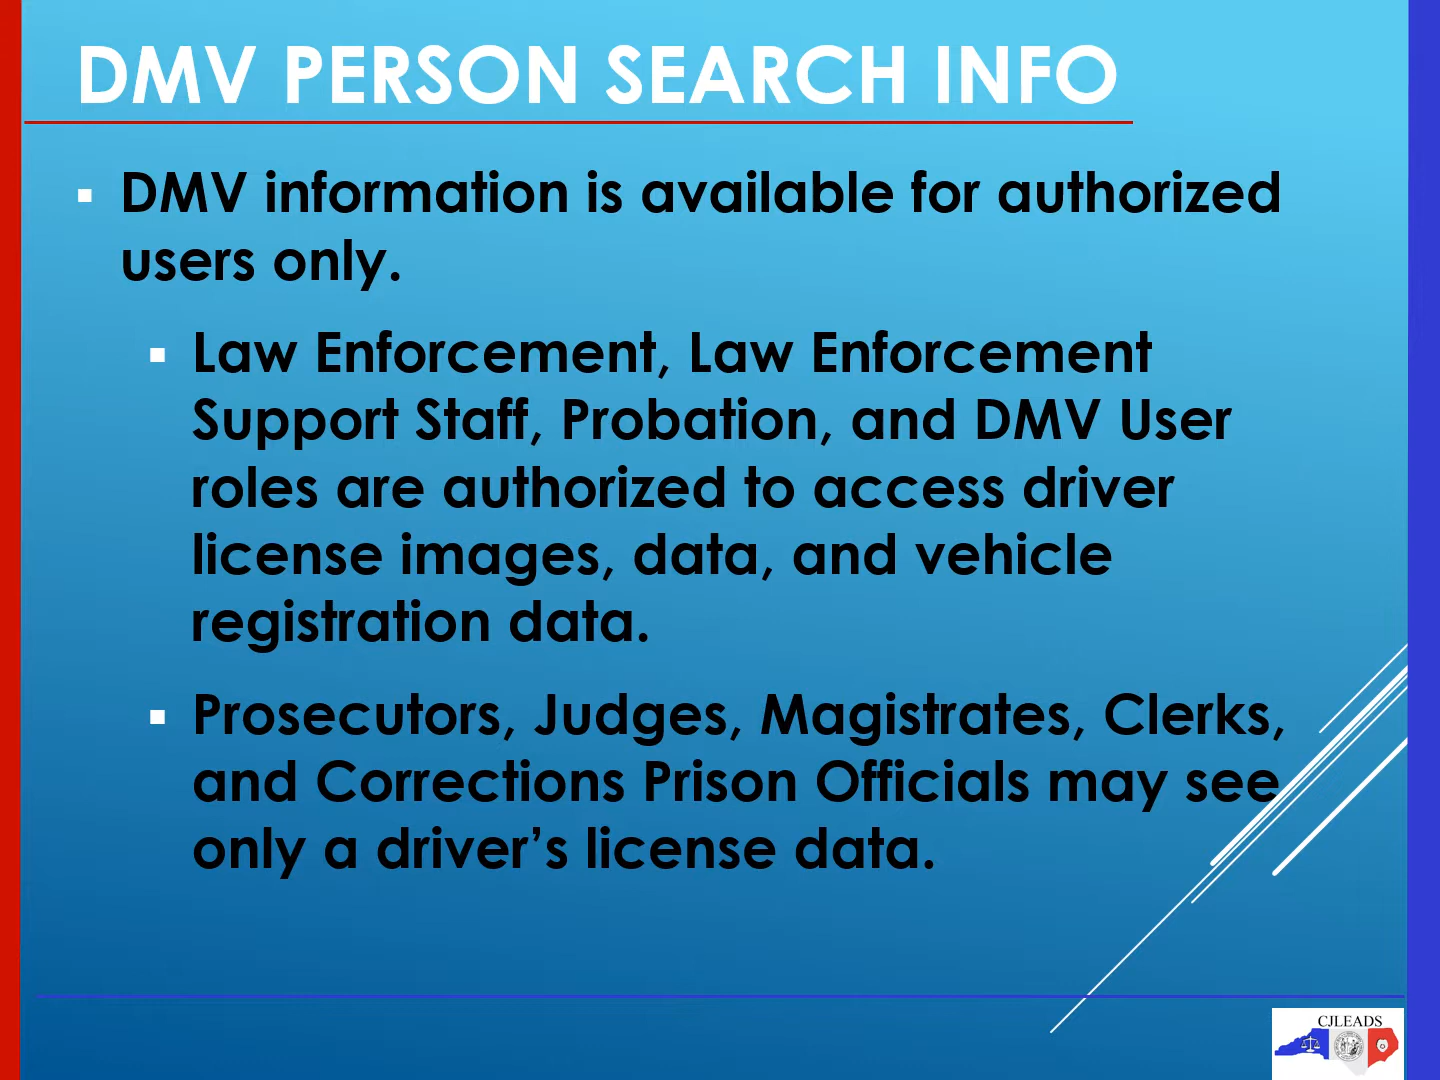 DMV PERSON SEARCH INFO
▪ DMV information is available for authorized
users only.
▪ Law Enforcement, Law Enforcement
Support Staff, Probation, and DMV User
roles are authorized to access driver
license images, data, and vehicle
registration data.
▪ Prosecutors, Judges, Magistrates, Clerks,
and Corrections Prison Officials may see
only a driver’s license data.
CJLEADS